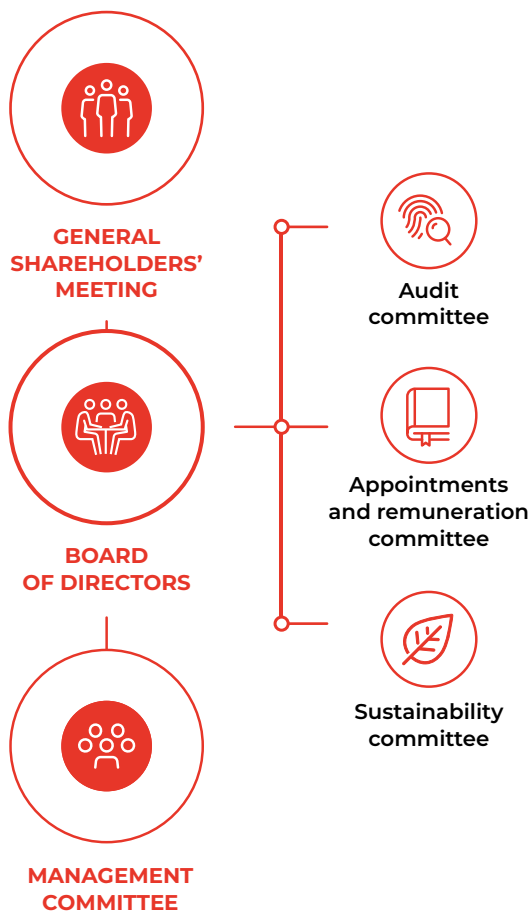 GENERAL
SHAREHOLDERS’
MEETING
BOARD
OF DIRECTORS
MANAGEMENT
COMMITTEE
Audit
committee
Appointments
and remuneration
committee
Sustainability
committee